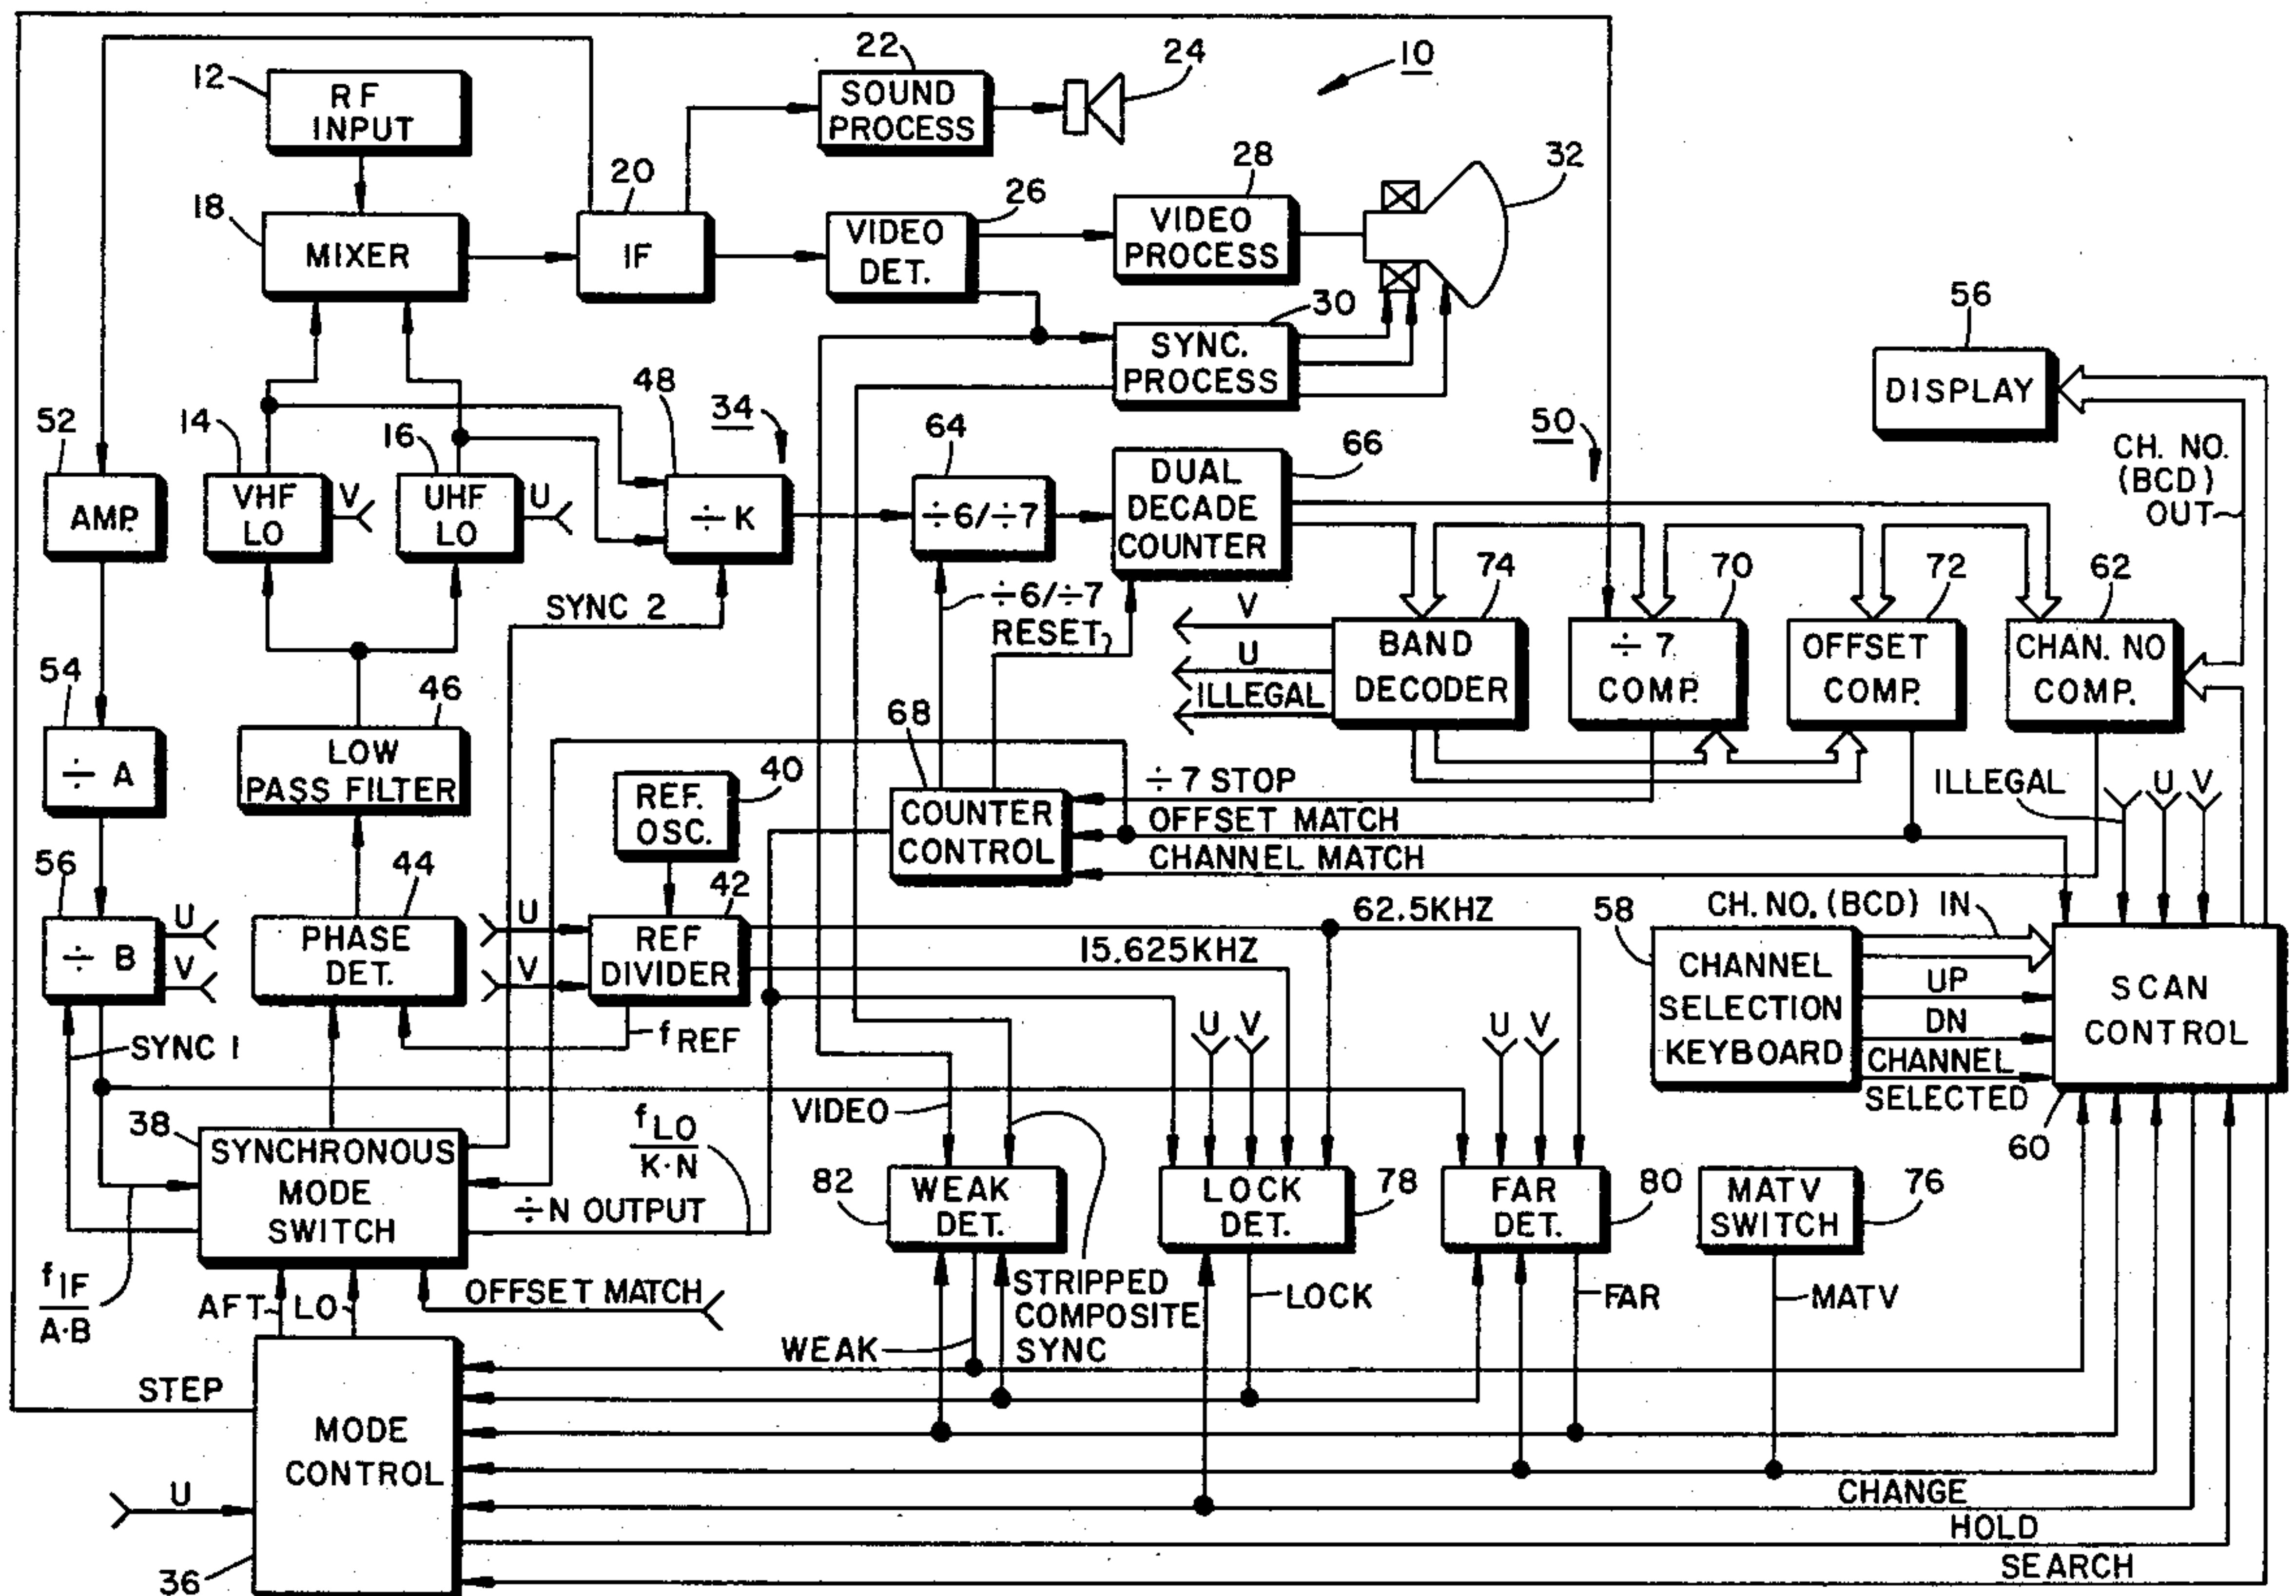 10
12
RF
INPUT
22
SOUND
PROCESS
24
18
MIXER
20
IF
26
VIDEO
DET.
28
VIDEO
PROCESS
32
30
SYNC.
PROCESS
56
DISPLAY
CH. NO.
(BCD)
OUT
52
AMP.
14
VHF
LO
V
16
UHF
LO
U
48
÷ K
34
64
÷6/÷7
66
DUAL
DECADE
COUNTER
50
SYNC 2
÷6/÷7
RESET
V
U
ILLEGAL
74
BAND
DECODER
70
÷ 7
COMP.
72
OFFSET
COMP.
62
CHAN. NO
COMP.
54
÷ A
46
LOW
PASS FILTER
40
REF.
OSC.
68
COUNTER
CONTROL
÷7 STOP
OFFSET MATCH
CHANNEL MATCH
ILLEGAL
U
V
56
÷ B
U
V
44
PHASE
DET.
U
V
42
REF
DIVIDER
62.5KHZ
15.625KHZ
f REF
58
CHANNEL
SELECTION
KEYBOARD
CH. NO. (BCD) IN
UP
DN
CHANNEL
SELECTED
SCAN
CONTROL
60
SYNC 1
38
SYNCHRONOUS
MODE
SWITCH
f LO
K·N
÷N OUTPUT
VIDEO
U
V
U
V
82
WEAK
DET.
LOCK
DET.
78
FAR
DET.
80
MATV
SWITCH
76
f IF
A·B
AFT
LO
OFFSET MATCH
STRIPPED
COMPOSITE
SYNC
LOCK
FAR
MATV
WEAK
STEP
MODE
CONTROL
U
36
CHANGE
HOLD
SEARCH